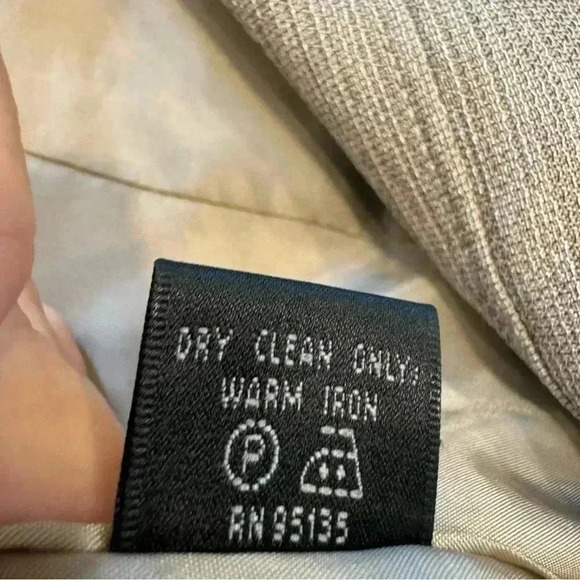 DRY CLEAN ONLY:
WARM IRON
P
RN 95135